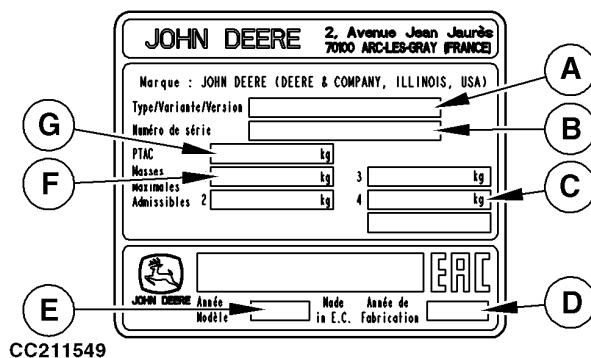 JOHN DEERE
2, Avenue Jean Jaurès
70100 ARC-LES-GRAY (FRANCE)
Marque : JOHN DEERE (DEERE & COMPANY, ILLINOIS, USA)
Type/Variante/Version
A
Numéro de série
B
G
PTAC kg
F
Masses kg 3 kg
Maximales
Admissibles 2 kg 4 kg
C
EAC
JOHN DEERE
E
Année Modèle
Made in E.C.
Année de Fabrication
D
CC211549